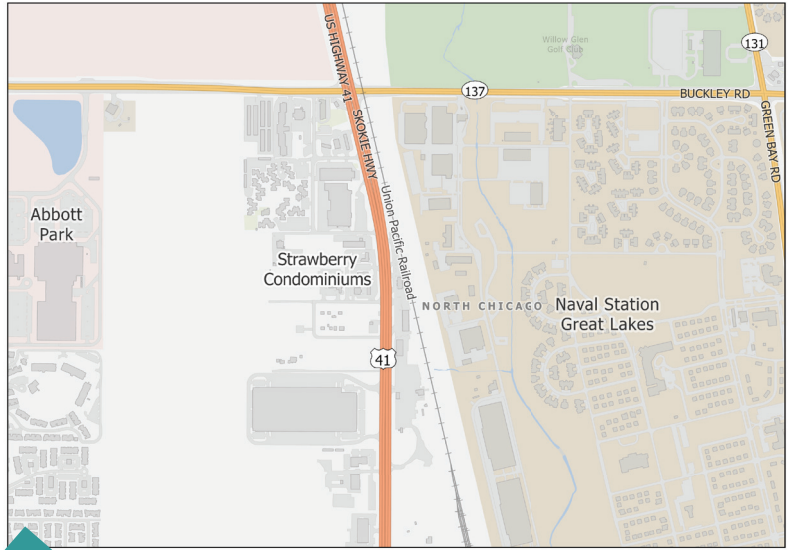 Willow Glen
Golf Club
131
137
BUCKLEY RD
US HIGHWAY 41
SKOKIE HWY
GREEN BAY RD
Union Pacific Railroad
Abbott
Park
Strawberry
Condominiums
NORTH CHICAGO
Naval Station
Great Lakes
41